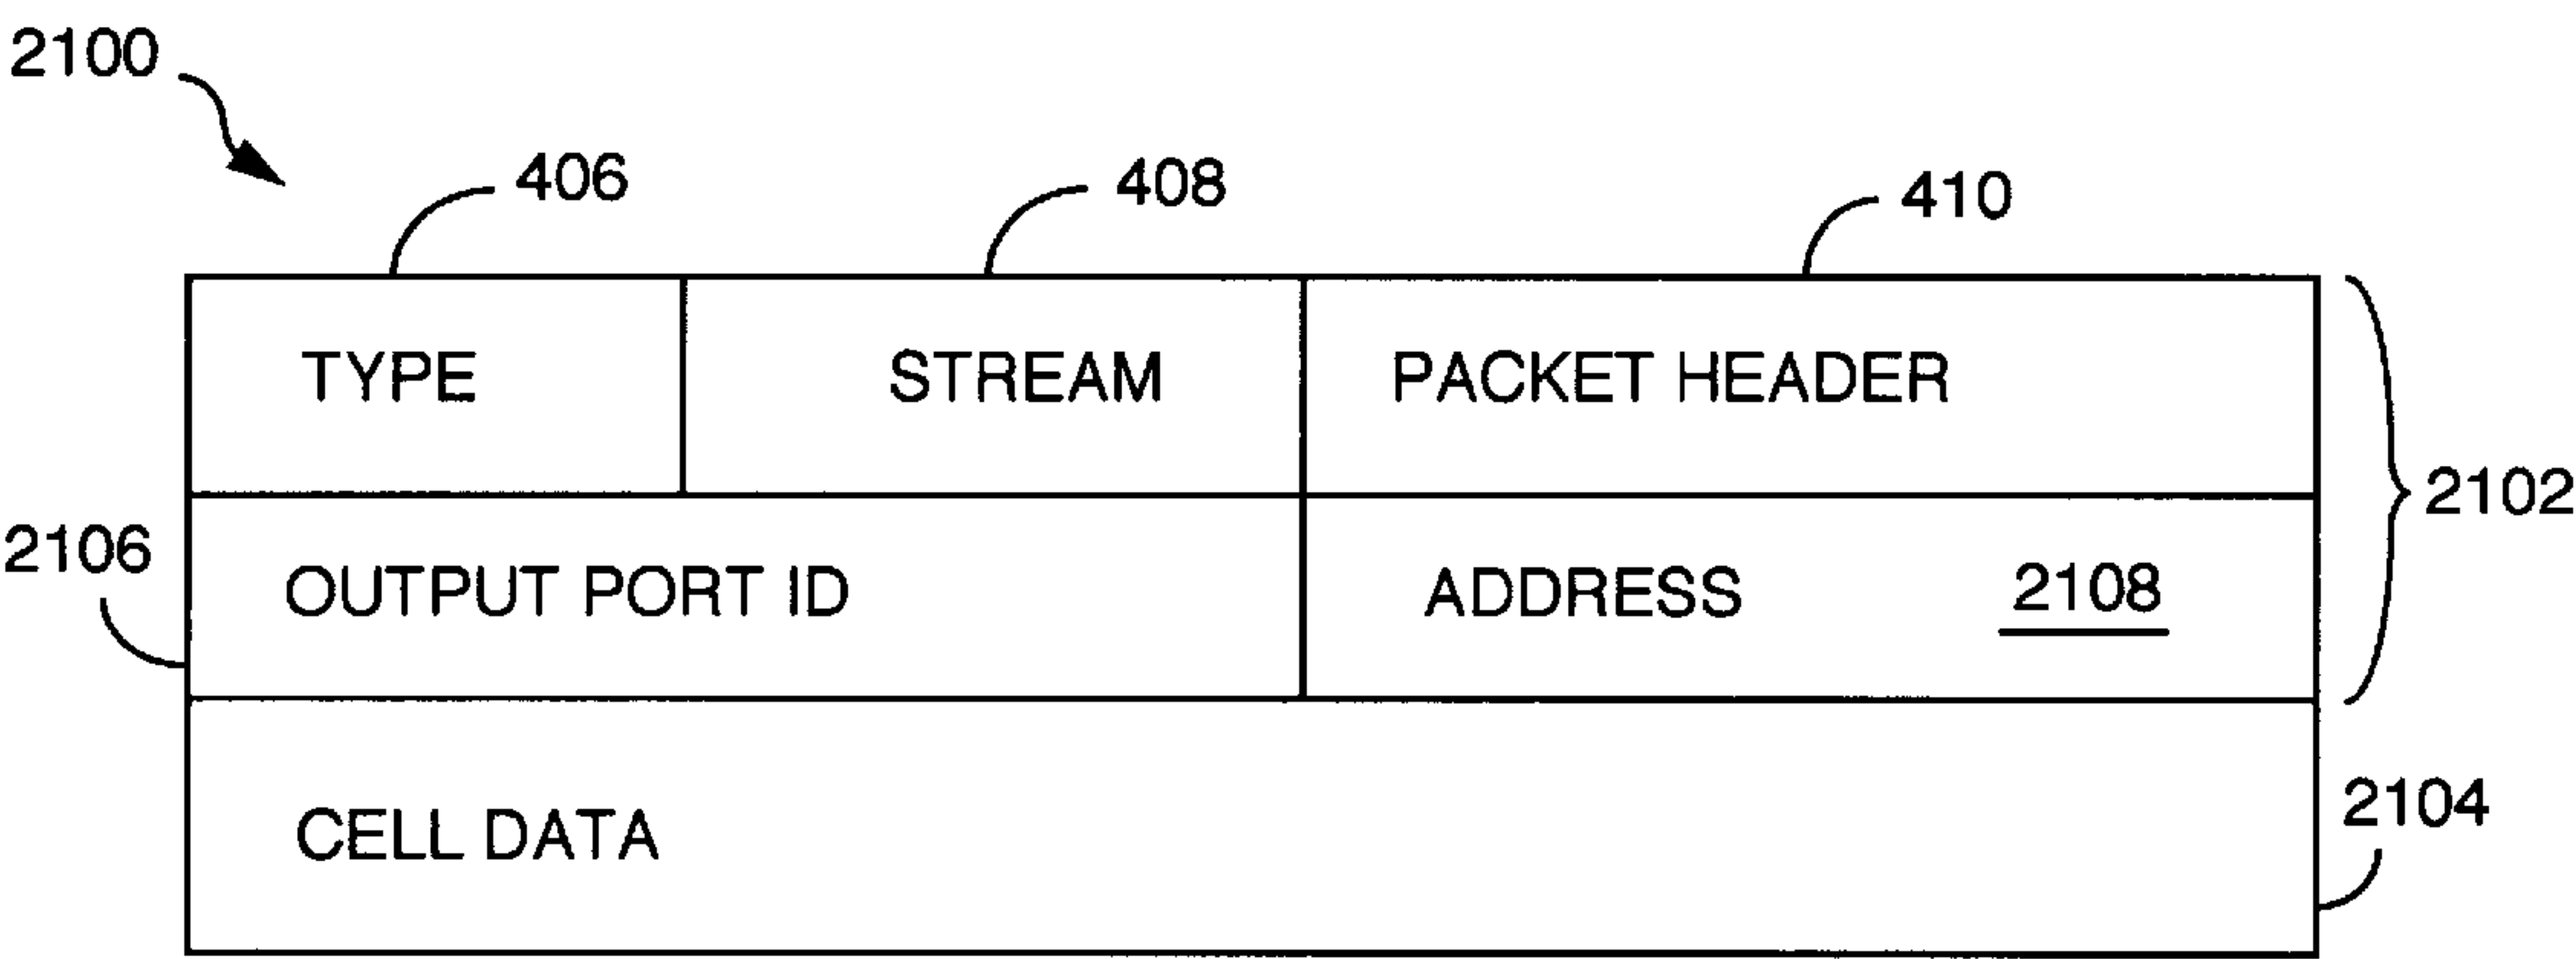 2100
406 408 410
TYPE STREAM PACKET HEADER
2102
2106
OUTPUT PORT ID ADDRESS 2108
CELL DATA
2104